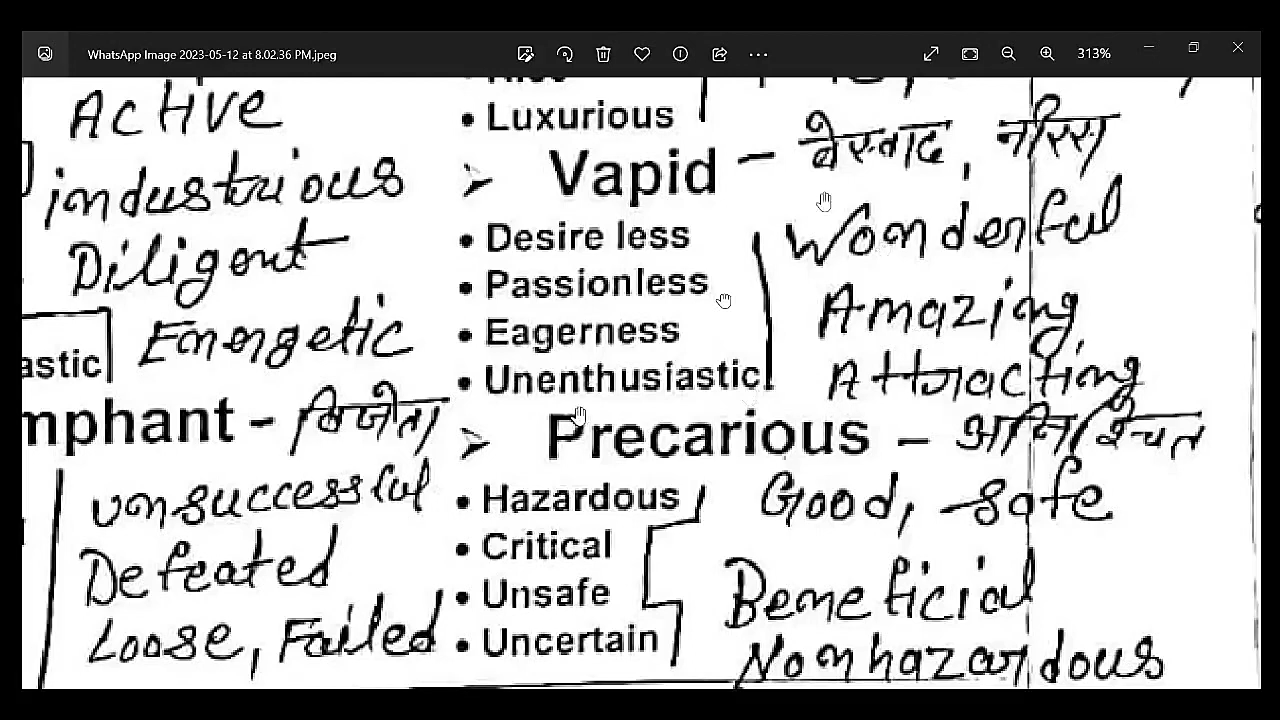 WhatsApp Image 2023-05-12 at 8.02.36 PM.jpeg
313%
Active
industrious
Diligent
Energetic
astic
mphant - विजेता
unsuccessful
Defeated
Loose, Failed
• Luxurious
➢ Vapid - बेस्वाद, नीरस
• Desire less
• Passionless
• Eagerness
• Unenthusiastic
Wonderful
Amazing,
Attracting
➢ Precarious - अनिश्चित
• Hazardous
• Critical
• Unsafe
• Uncertain
Good, safe
Beneficial
Nonhazardous